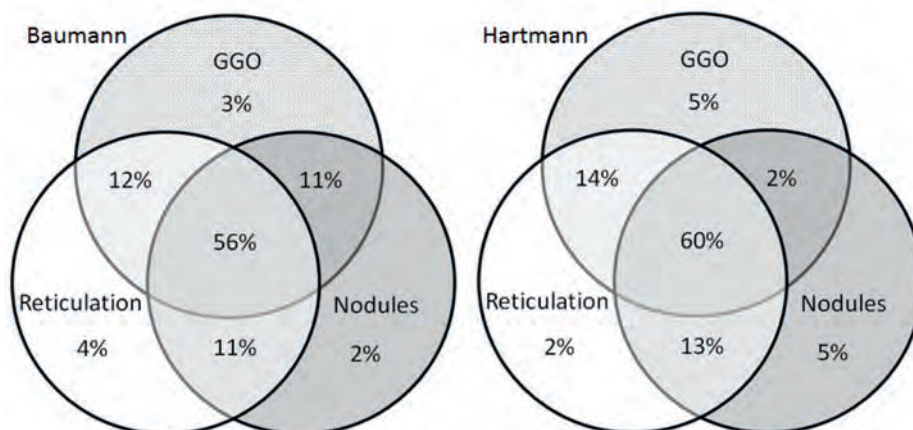 Baumann
GGO
3%
12%
11%
56%
Reticulation
Nodules
4%
11%
2%
Hartmann
GGO
5%
14%
2%
60%
Reticulation
Nodules
2%
13%
5%